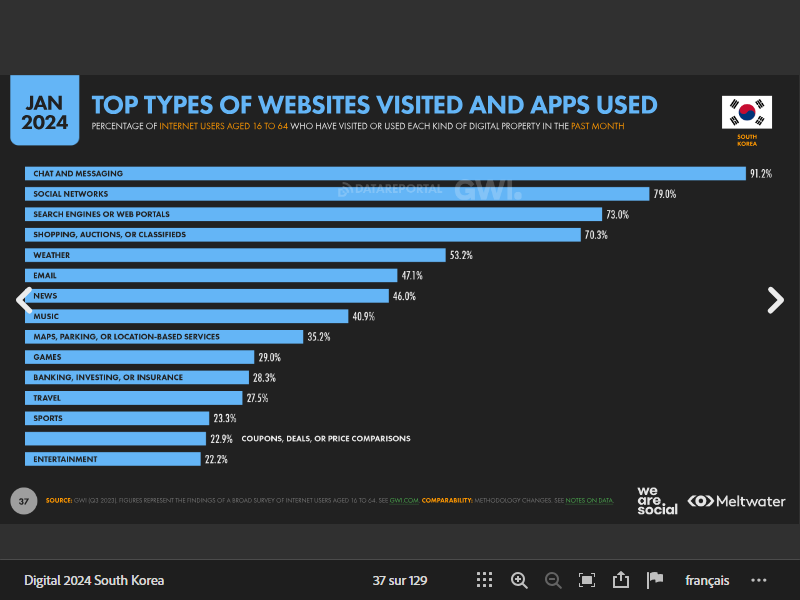 JAN
2024
TOP TYPES OF WEBSITES VISITED AND APPS USED
PERCENTAGE OF INTERNET USERS AGED 16 TO 64 WHO HAVE VISITED OR USED EACH KIND OF DIGITAL PROPERTY IN THE PAST MONTH
SOUTH
KOREA
CHAT AND MESSAGING 91.2%
DATAREPORTAL GWI.
SOCIAL NETWORKS 79.0%
SEARCH ENGINES OR WEB PORTALS 73.0%
SHOPPING, AUCTIONS, OR CLASSIFIEDS 70.3%
WEATHER 53.2%
EMAIL 47.1%
NEWS 46.0%
MUSIC 40.9%
MAPS, PARKING, OR LOCATION-BASED SERVICES 35.2%
GAMES 29.0%
BANKING, INVESTING, OR INSURANCE 28.3%
TRAVEL 27.5%
SPORTS 23.3%
22.9% COUPONS, DEALS, OR PRICE COMPARISONS
ENTERTAINMENT 22.2%
37 SOURCE: GWI (Q3 2023). FIGURES REPRESENT THE FINDINGS OF A BROAD SURVEY OF INTERNET USERS AGED 16 TO 64. SEE GWI.COM. COMPARABILITY: METHODOLOGY CHANGES. SEE NOTES ON DATA.
we
are.
social
Meltwater
Digital 2024 South Korea 37 sur 129 français